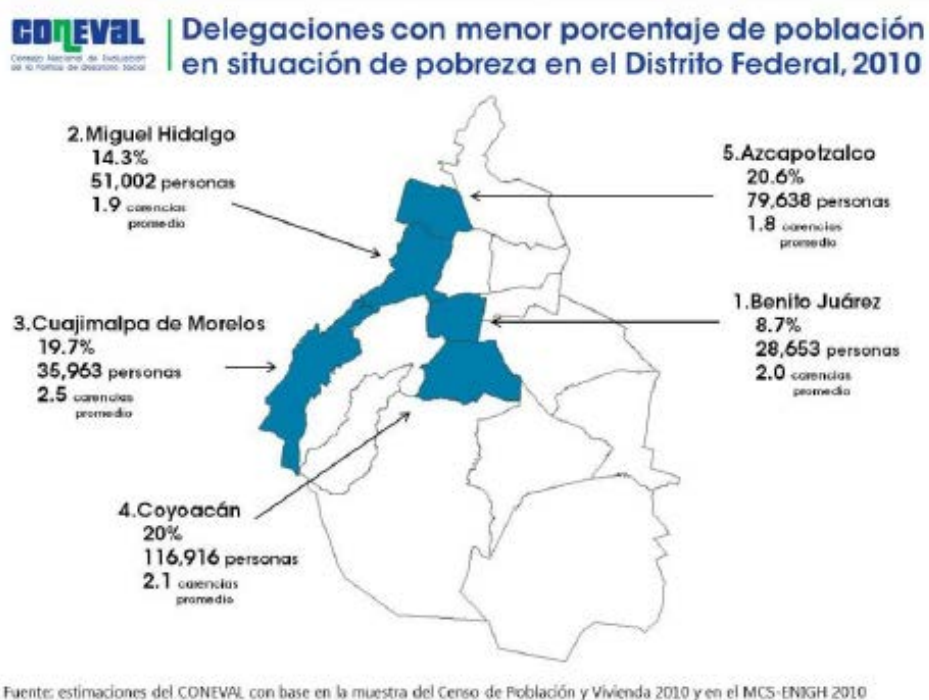 CONEVAL
Consejo Nacional de Evaluación
de la Política de Desarrollo Social
Delegaciones con menor porcentaje de población
en situación de pobreza en el Distrito Federal, 2010
2.Miguel Hidalgo
14.3%
51,002 personas
1.9 carencias
promedio
5.Azcapotzalco
20.6%
79,638 personas
1.8 carencias
promedio
1.Benito Juárez
8.7%
28,653 personas
2.0 carencias
promedio
3.Cuajimalpa de Morelos
19.7%
35,963 personas
2.5 carencias
promedio
4.Coyoacán
20%
116,916 personas
2.1 carencias
promedio
Fuente: estimaciones del CONEVAL con base en la muestra del Censo de Población y Vivienda 2010 y en el MCS-ENIGH 2010